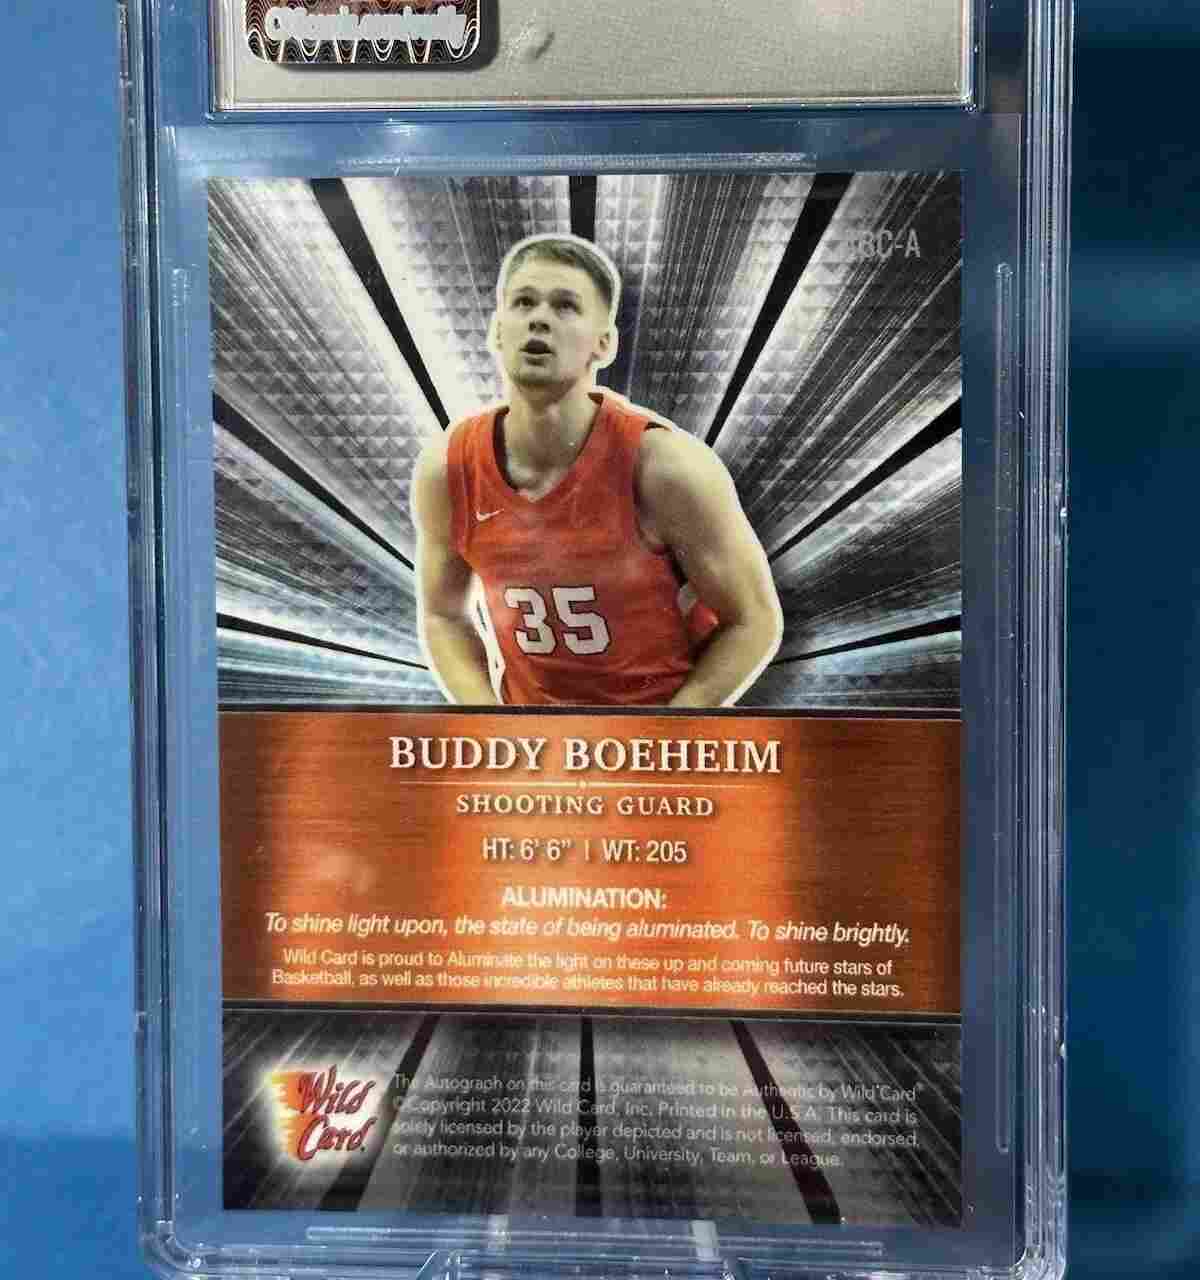 35
BUDDY BOEHEIM
SHOOTING GUARD
HT: 6' 6" | WT: 205
ALUMINATION:
To shine light upon, the state of being aluminated. To shine brightly.
Wild Card is proud to Aluminate the light on these up and coming future stars of
Basketball, as well as those incredible athletes that have already reached the stars.
Wild
Card
The Autograph on this card is guaranteed to be Authentic by Wild Card®
©Copyright 2022 Wild Card, Inc. Printed in the U.S.A. This card is
solely licensed by the player depicted and is not licensed, endorsed,
or authorized by any College, University, Team, or League.